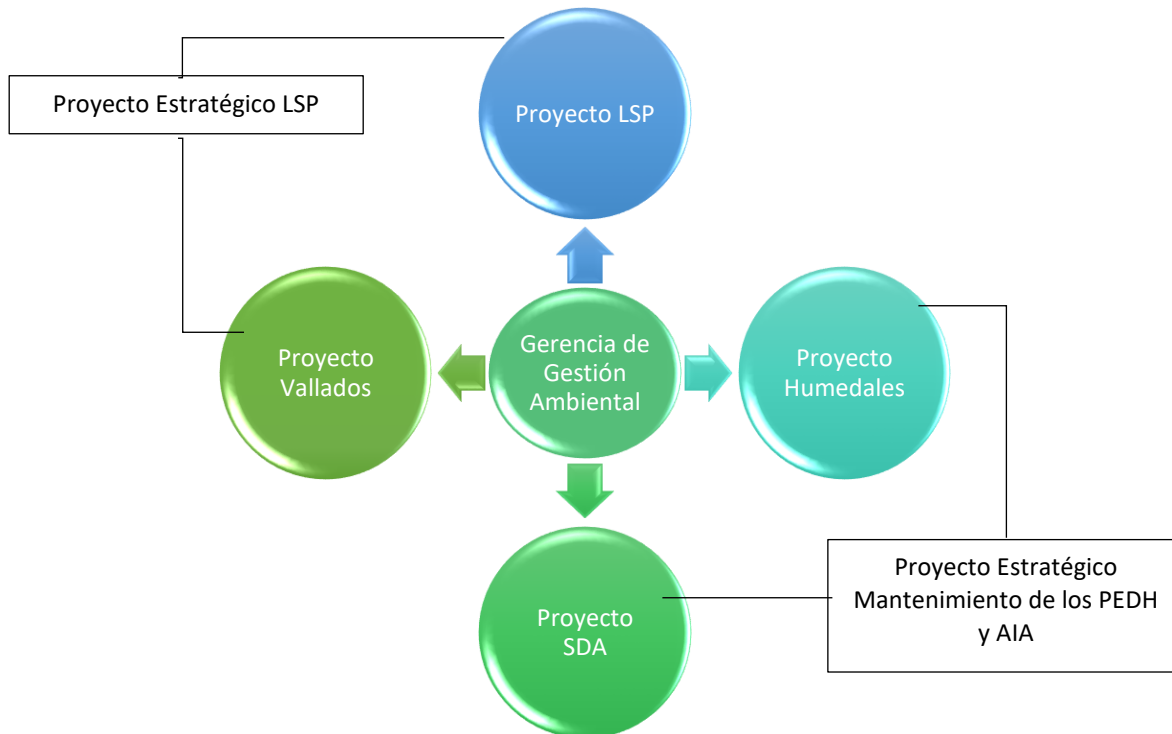 Proyecto Estratégico LSP
Proyecto LSP
Proyecto
Vallados
Gerencia de
Gestión
Ambiental
Proyecto
Humedales
Proyecto
SDA
Proyecto Estratégico
Mantenimiento de los PEDH
y AIA